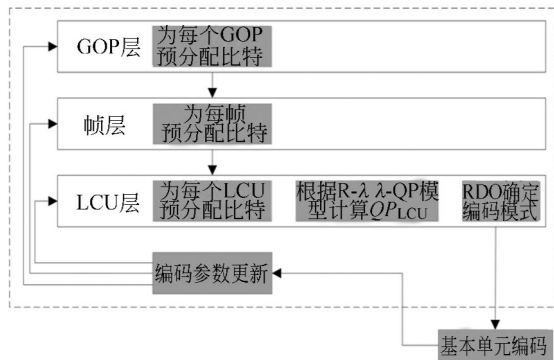 GOP层
为每个GOP
预分配比特
帧层
为每帧
预分配比特
LCU层
为每个LCU
预分配比特
根据R-λ λ-QP模
型计算QPLCU
RDO确定
编码模式
编码参数更新
基本单元编码